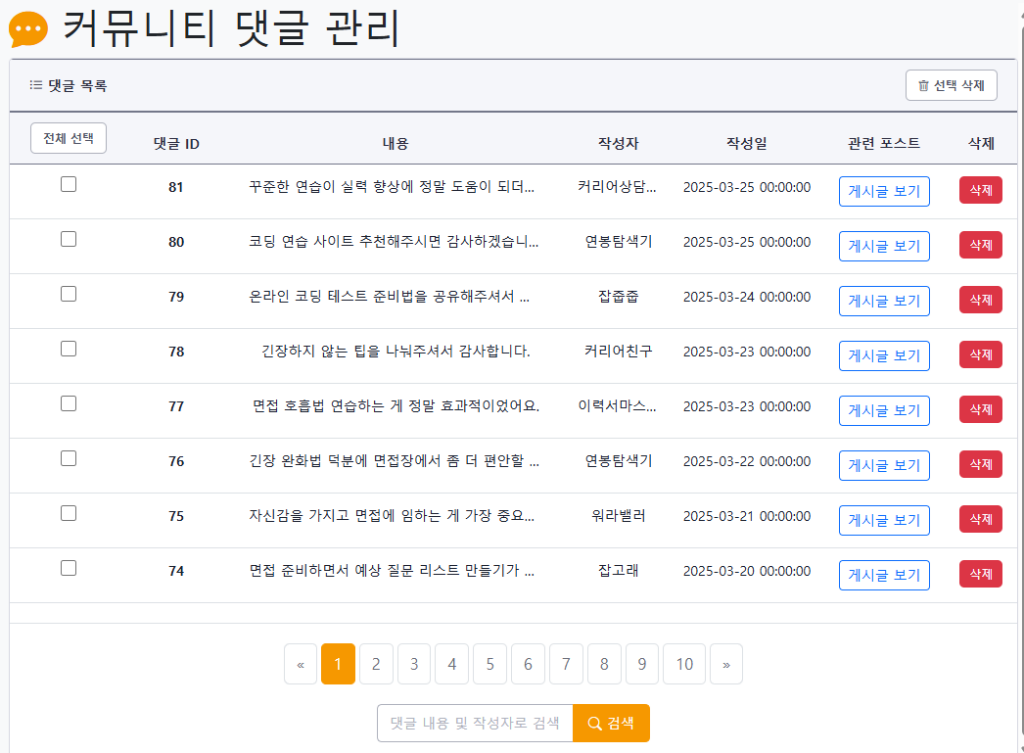 커뮤니티 댓글 관리
댓글 목록 선택 삭제
전체 선택 댓글 ID 내용 작성자 작성일 관련 포스트 삭제
81 꾸준한 연습이 실력 향상에 정말 도움이 되더... 커리어상담... 2025-03-25 00:00:00 게시글 보기 삭제
80 코딩 연습 사이트 추천해주시면 감사하겠습니... 연봉탐색기 2025-03-25 00:00:00 게시글 보기 삭제
79 온라인 코딩 테스트 준비법을 공유해주셔서 ... 잡줍줍 2025-03-24 00:00:00 게시글 보기 삭제
78 긴장하지 않는 팁을 나눠주셔서 감사합니다. 커리어친구 2025-03-23 00:00:00 게시글 보기 삭제
77 면접 호흡법 연습하는 게 정말 효과적이었어요. 이력서마스... 2025-03-23 00:00:00 게시글 보기 삭제
76 긴장 완화법 덕분에 면접장에서 좀 더 편안할 ... 연봉탐색기 2025-03-22 00:00:00 게시글 보기 삭제
75 자신감을 가지고 면접에 임하는 게 가장 중요... 워라밸러 2025-03-21 00:00:00 게시글 보기 삭제
74 면접 준비하면서 예상 질문 리스트 만들기가 ... 잡고래 2025-03-20 00:00:00 게시글 보기 삭제
« 1 2 3 4 5 6 7 8 9 10 »
댓글 내용 및 작성자로 검색 검색